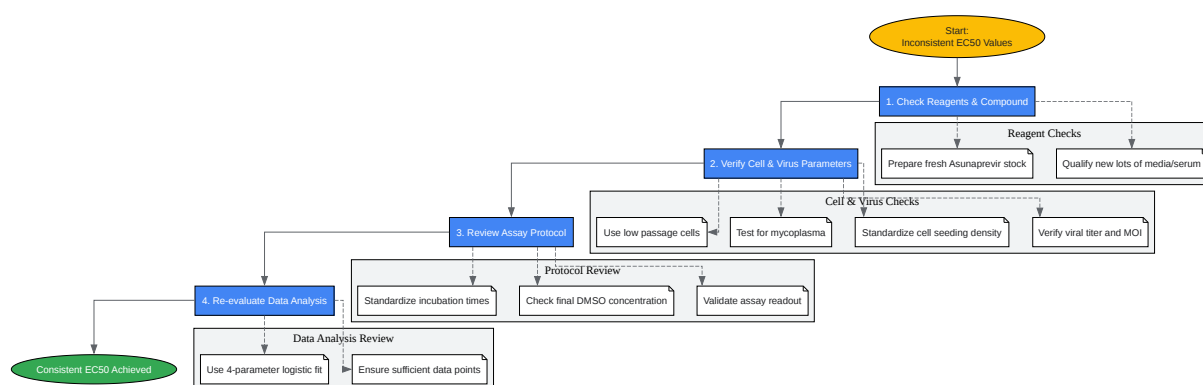 Start:
Inconsistent EC50 Values
1. Check Reagents & Compound
Reagent Checks
Prepare fresh Asunaprevir stock
Qualify new lots of media/serum
2. Verify Cell & Virus Parameters
Cell & Virus Checks
Use low passage cells
Test for mycoplasma
Standardize cell seeding density
Verify viral titer and MOI
3. Review Assay Protocol
Protocol Review
Standardize incubation times
Check final DMSO concentration
Validate assay readout
4. Re-evaluate Data Analysis
Data Analysis Review
Use 4-parameter logistic fit
Ensure sufficient data points
Consistent EC50 Achieved